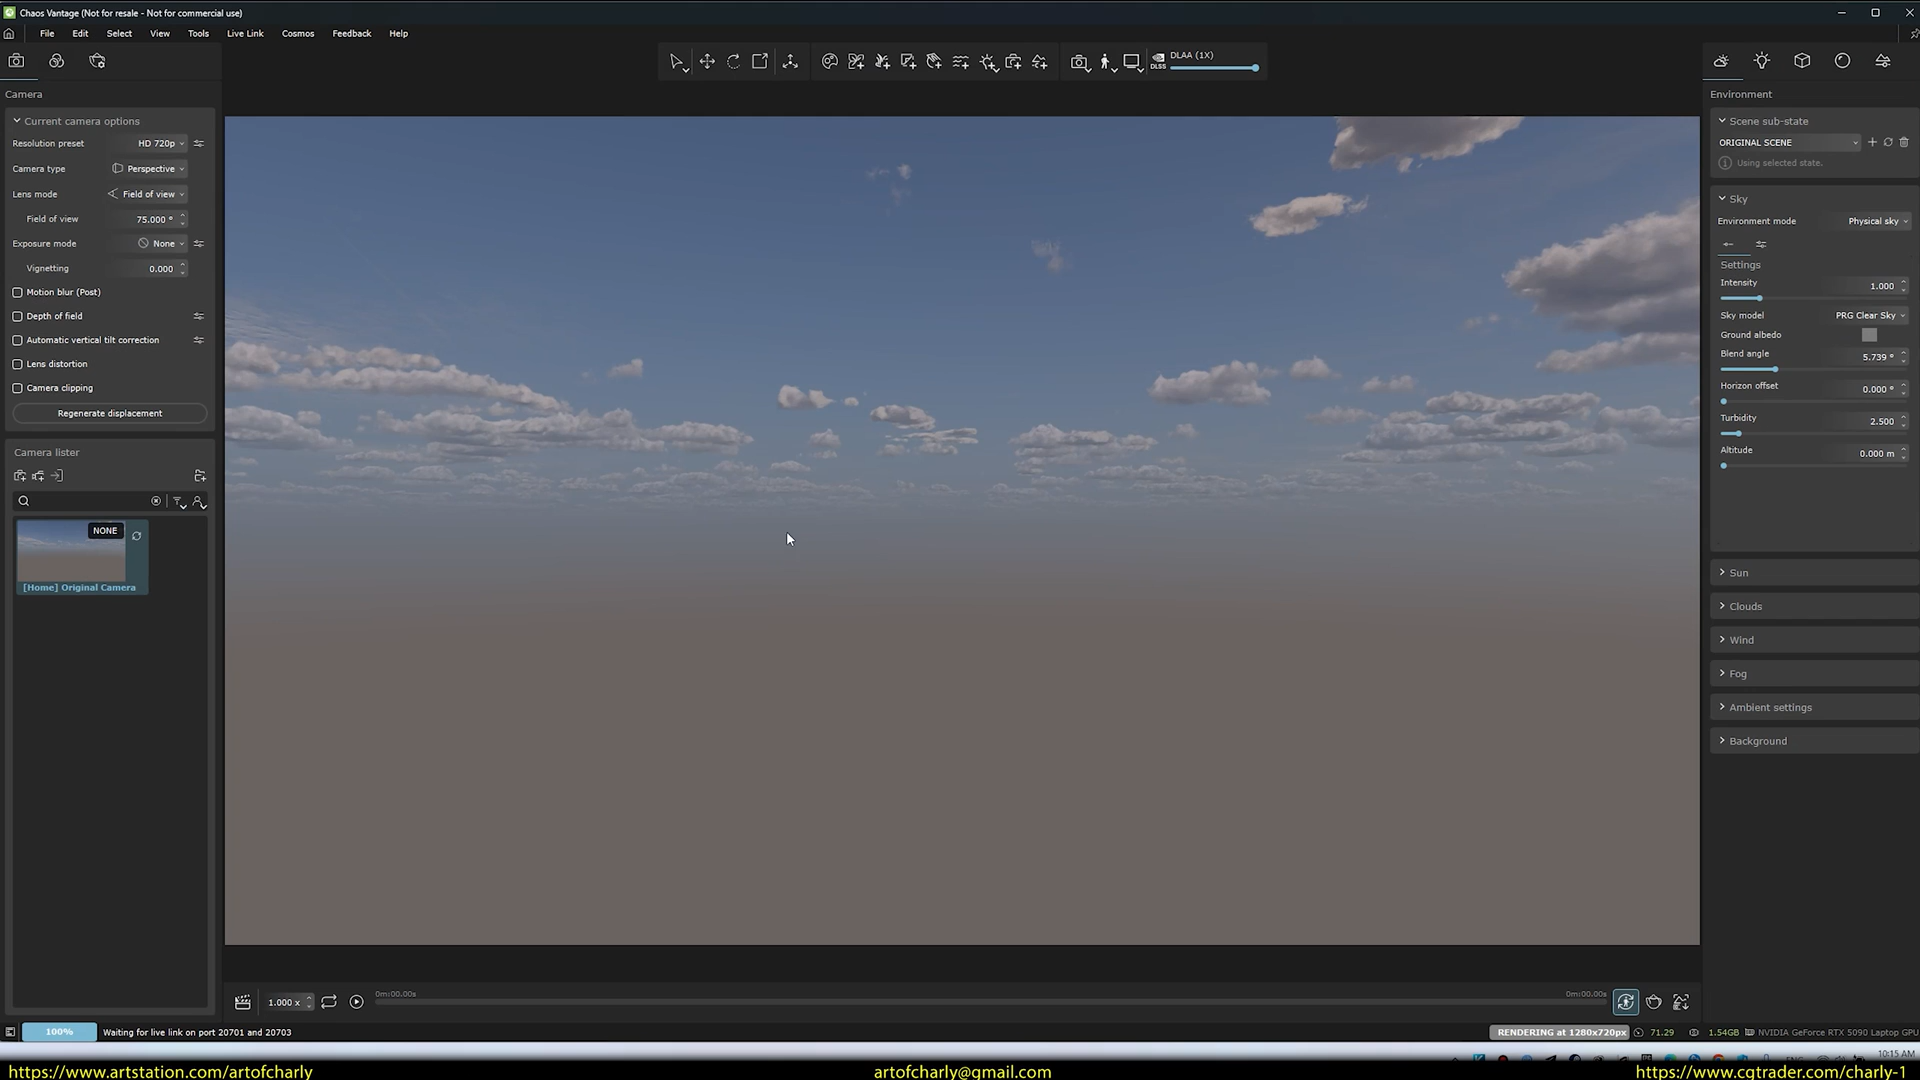 Chaos Vantage (Not for resale - Not for commercial use)
File Edit Select View Tools Live Link Cosmos Feedback Help
DLSS
DLAA (1X)
Camera
Current camera options
Resolution preset HD 720p
Camera type Perspective
Lens mode Field of view
Field of view 75.000 °
Exposure mode None
Vignetting 0.000
Motion blur (Post)
Depth of field
Automatic vertical tilt correction
Lens distortion
Camera clipping
Regenerate displacement
Camera lister
NONE
[Home] Original Camera
Environment
Scene sub-state
ORIGINAL SCENE
Using selected state.
Sky
Environment mode Physical sky
Settings
Intensity 1.000
Sky model PRG Clear Sky
Ground albedo
Blend angle 5.739 °
Horizon offset 0.000 °
Turbidity 2.500
Altitude 0.000 m
Sun
Clouds
Wind
Fog
Ambient settings
Background
1.000 x
0m:00.00s
0m:00.00s
100% Waiting for live link on port 20701 and 20703
RENDERING at 1280x720px 71.29 1.54GB NVIDIA GeForce RTX 5090 Laptop GPU
10:15 AM
https://www.artstation.com/artofcharly artofcharly@gmail.com https://www.cgtrader.com/charly-1